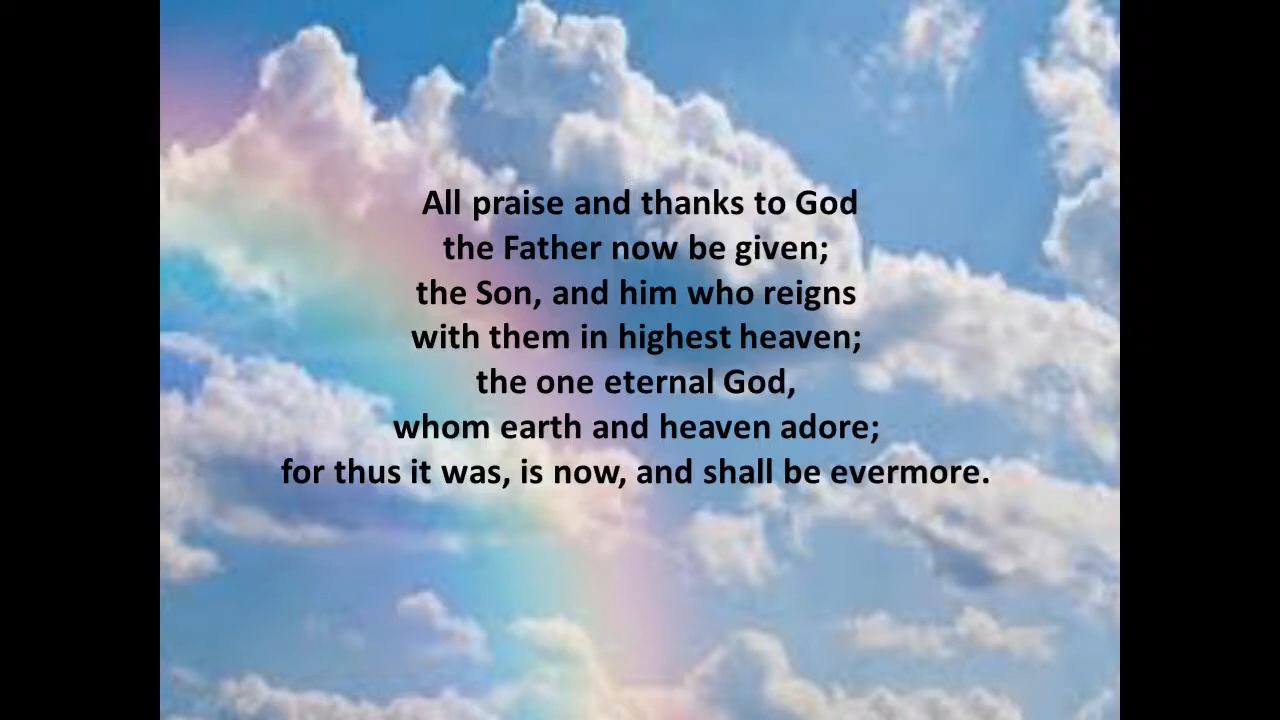 All praise and thanks to God
the Father now be given;
the Son, and him who reigns
with them in highest heaven;
the one eternal God,
whom earth and heaven adore;
for thus it was, is now, and shall be evermore.